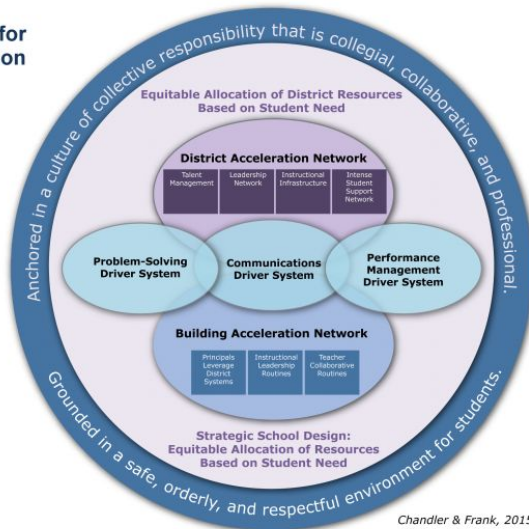 for
on
Anchored in a culture of collective responsibility that is collegial, collaborative, and professional.
Equitable Allocation of District Resources
Based on Student Need
District Acceleration Network
Talent
Management
Leadership
Network
Instructional
Infrastructure
Intense
Student
Support
Network
Problem-Solving
Driver System
Communications
Driver System
Performance
Management
Driver System
Building Acceleration Network
Principals
Leverage
District
Systems
Instructional
Leadership
Routines
Teacher
Collaborative
Routines
Strategic School Design:
Equitable Allocation of Resources
Based on Student Need
Grounded in a safe, orderly, and respectful environment for students.
Chandler & Frank, 2015